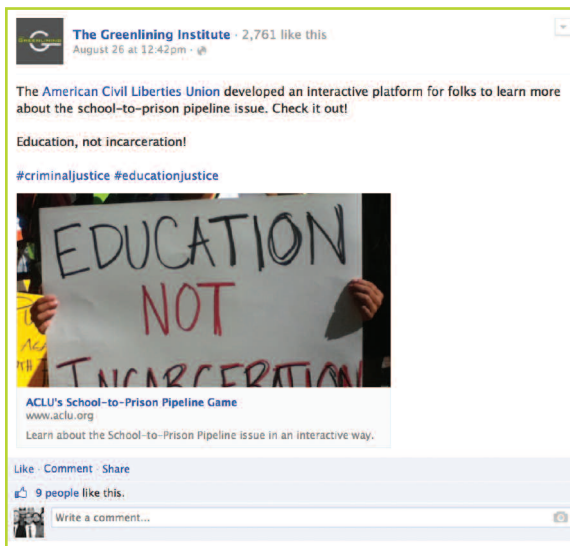 GREENLINING
The Greenlining Institute · 2,761 like this
August 26 at 12:42pm ·
The American Civil Liberties Union developed an interactive platform for folks to learn more
about the school-to-prison pipeline issue. Check it out!
Education, not incarceration!
#criminaljustice #educationjustice
EDUCATION
NOT
INCARCERATION
ACLU's School-to-Prison Pipeline Game
www.aclu.org
Learn about the School-to-Prison Pipeline issue in an interactive way.
Like · Comment · Share
9 people like this.
Write a comment...